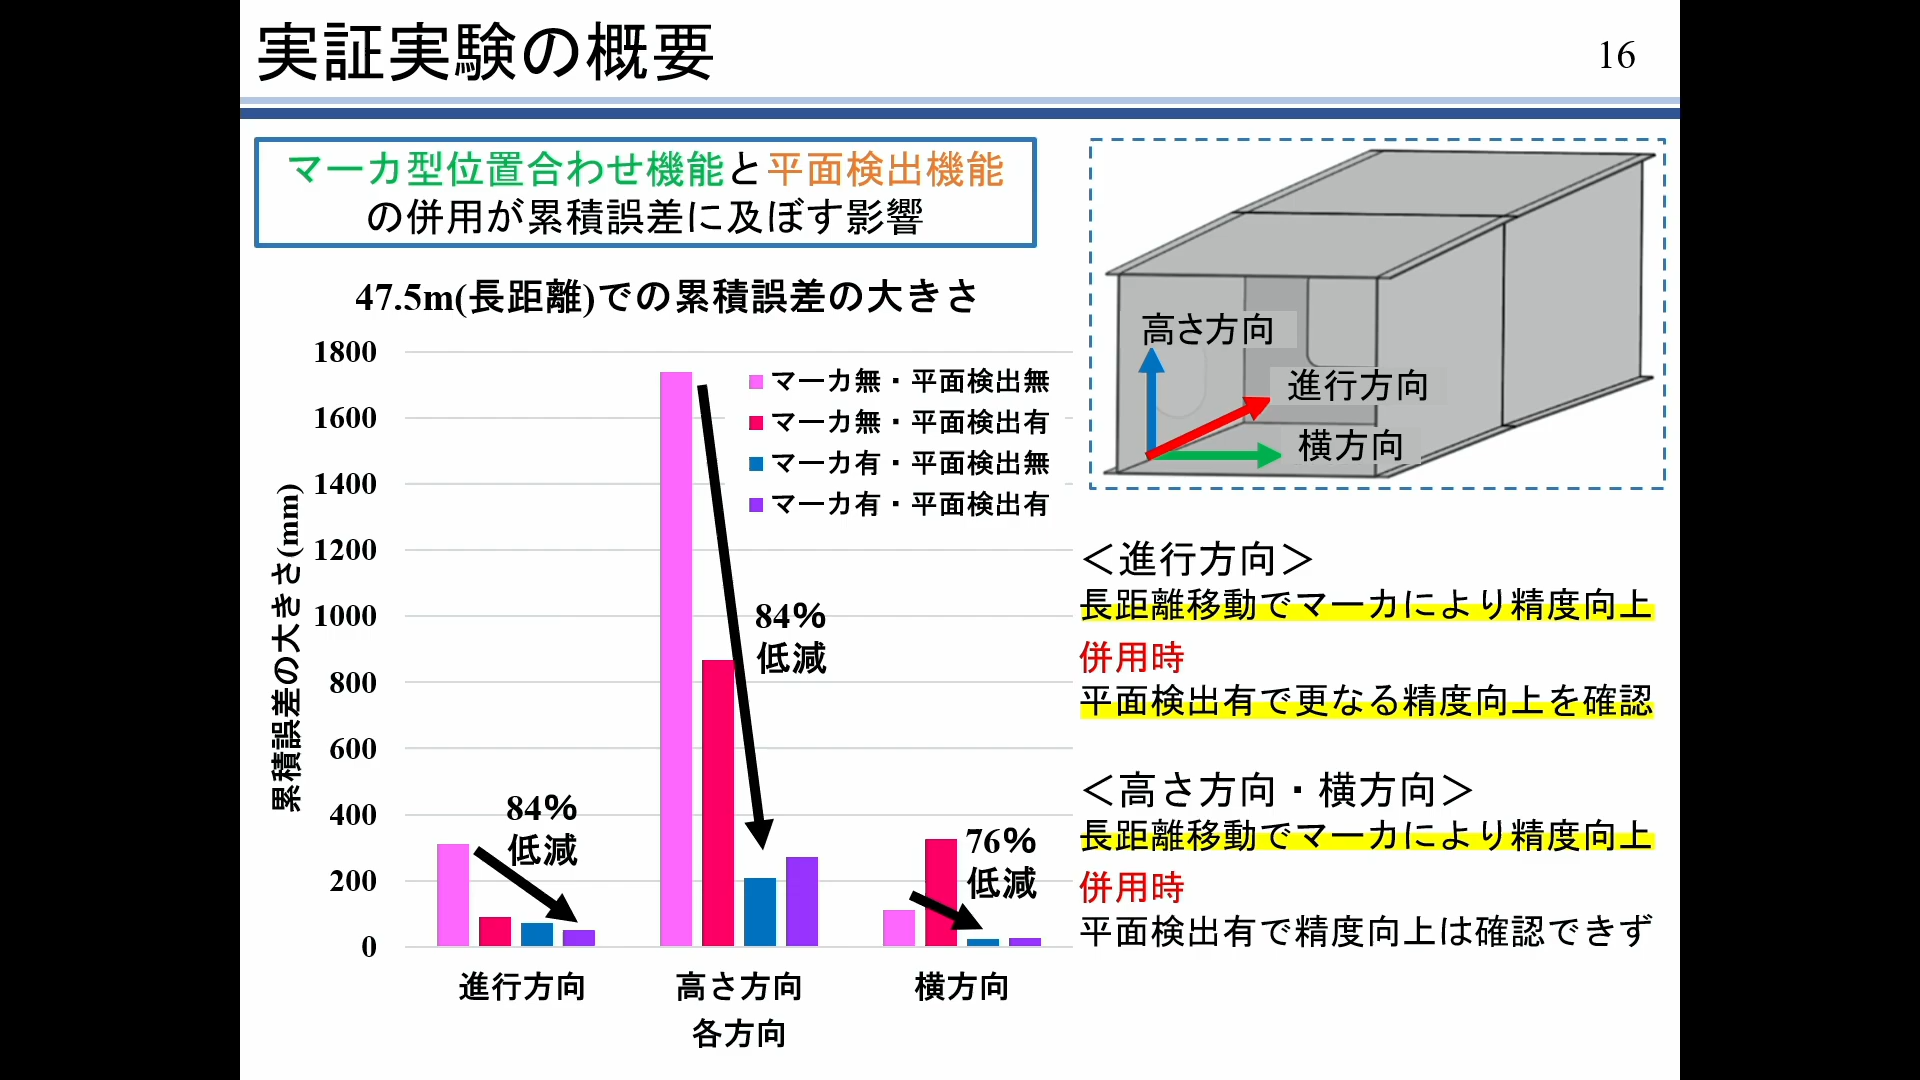 実証実験の概要
16
マーカ型位置合わせ機能と平面検出機能
の併用が累積誤差に及ぼす影響
47.5m(長距離)での累積誤差の大きさ
累積誤差の大きさ(mm)
1800
1600
1400
1200
1000
800
600
400
200
0
マーカ無・平面検出無
マーカ無・平面検出有
マーカ有・平面検出無
マーカ有・平面検出有
84%
低減
84%
低減
76%
低減
進行方向
高さ方向
横方向
各方向
高さ方向
進行方向
横方向
＜進行方向＞
長距離移動でマーカにより精度向上
併用時
平面検出有で更なる精度向上を確認
＜高さ方向・横方向＞
長距離移動でマーカにより精度向上
併用時
平面検出有で精度向上は確認できず